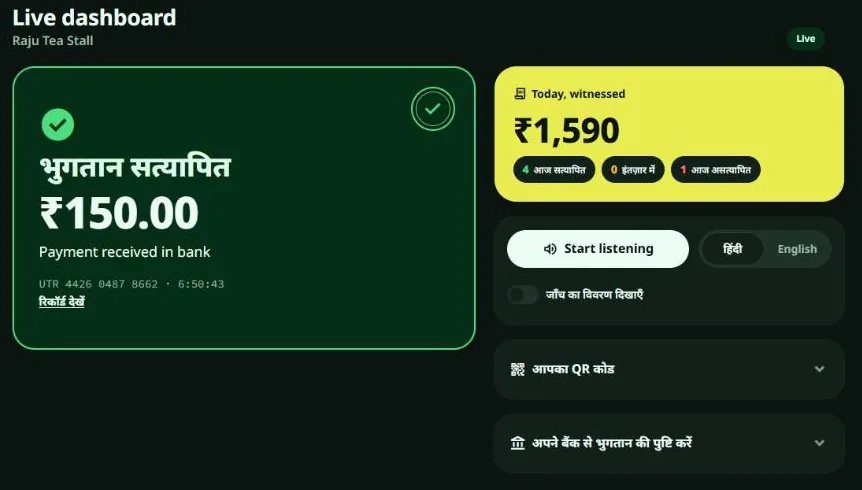 Live dashboard
Raju Tea Stall
Live
भुगतान सत्यापित
₹150.00
Payment received in bank
UTR 4426 0487 8662 · 6:50:43
रिकॉर्ड देखें
Today, witnessed
₹1,590
4 आज सत्यापित
0 इंतज़ार में
1 आज असत्यापित
Start listening
हिंदी
English
जाँच का विवरण दिखाएँ
आपका QR कोड
अपने बैंक से भुगतान की पुष्टि करें